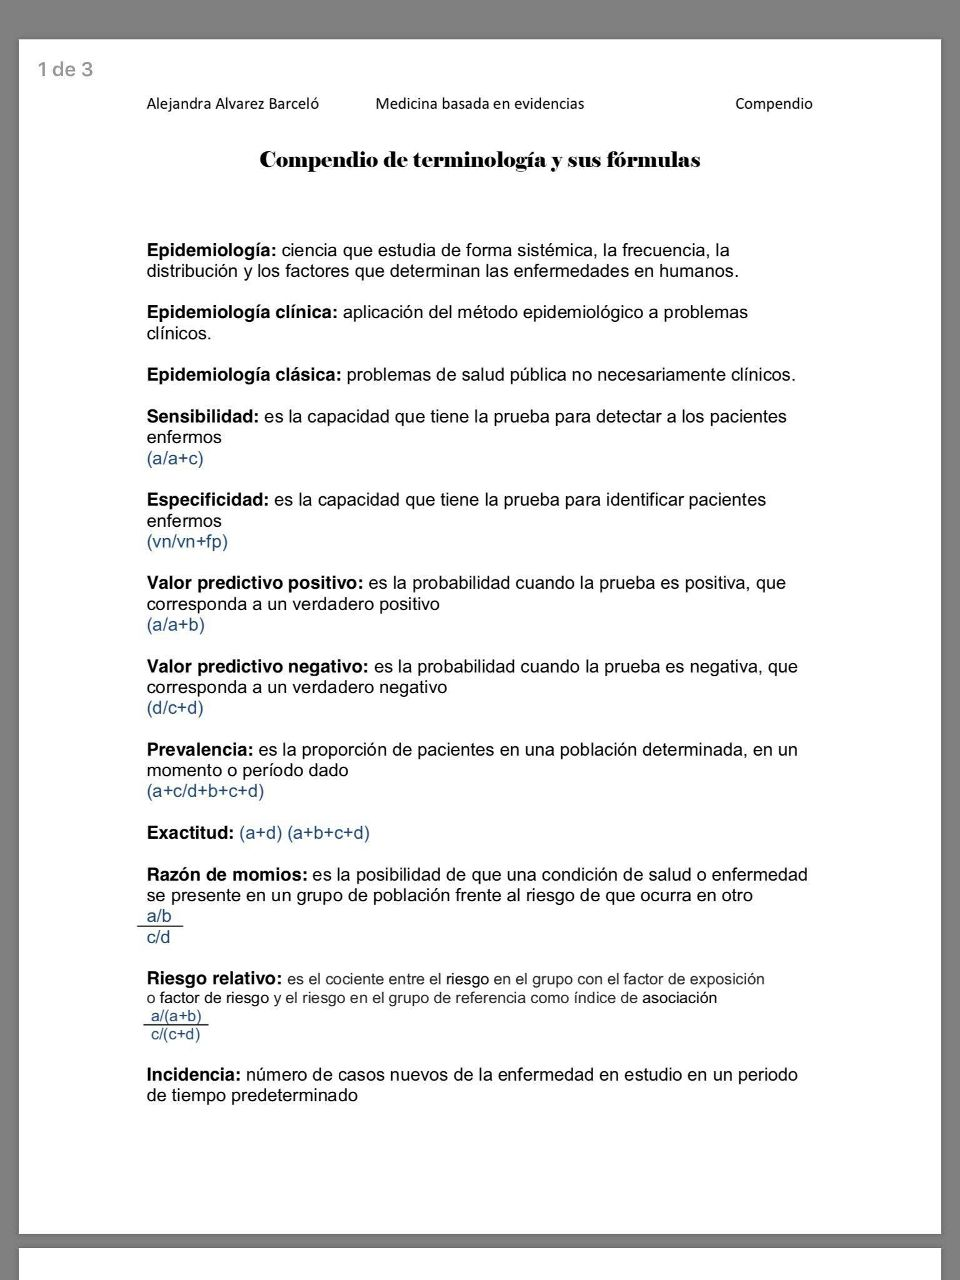 1 de 3
Alejandra Alvarez Barceló Medicina basada en evidencias Compendio
Compendio de terminología y sus fórmulas
Epidemiología: ciencia que estudia de forma sistémica, la frecuencia, la
distribución y los factores que determinan las enfermedades en humanos.
Epidemiología clínica: aplicación del método epidemiológico a problemas
clínicos.
Epidemiología clásica: problemas de salud pública no necesariamente clínicos.
Sensibilidad: es la capacidad que tiene la prueba para detectar a los pacientes
enfermos
(a/a+c)
Especificidad: es la capacidad que tiene la prueba para identificar pacientes
enfermos
(vn/vn+fp)
Valor predictivo positivo: es la probabilidad cuando la prueba es positiva, que
corresponda a un verdadero positivo
(a/a+b)
Valor predictivo negativo: es la probabilidad cuando la prueba es negativa, que
corresponda a un verdadero negativo
(d/c+d)
Prevalencia: es la proporción de pacientes en una población determinada, en un
momento o período dado
(a+c/d+b+c+d)
Exactitud: (a+d) (a+b+c+d)
Razón de momios: es la posibilidad de que una condición de salud o enfermedad
se presente en un grupo de población frente al riesgo de que ocurra en otro
a/b
c/d
Riesgo relativo: es el cociente entre el riesgo en el grupo con el factor de exposición
o factor de riesgo y el riesgo en el grupo de referencia como índice de asociación
a/(a+b)
c/(c+d)
Incidencia: número de casos nuevos de la enfermedad en estudio en un periodo
de tiempo predeterminado